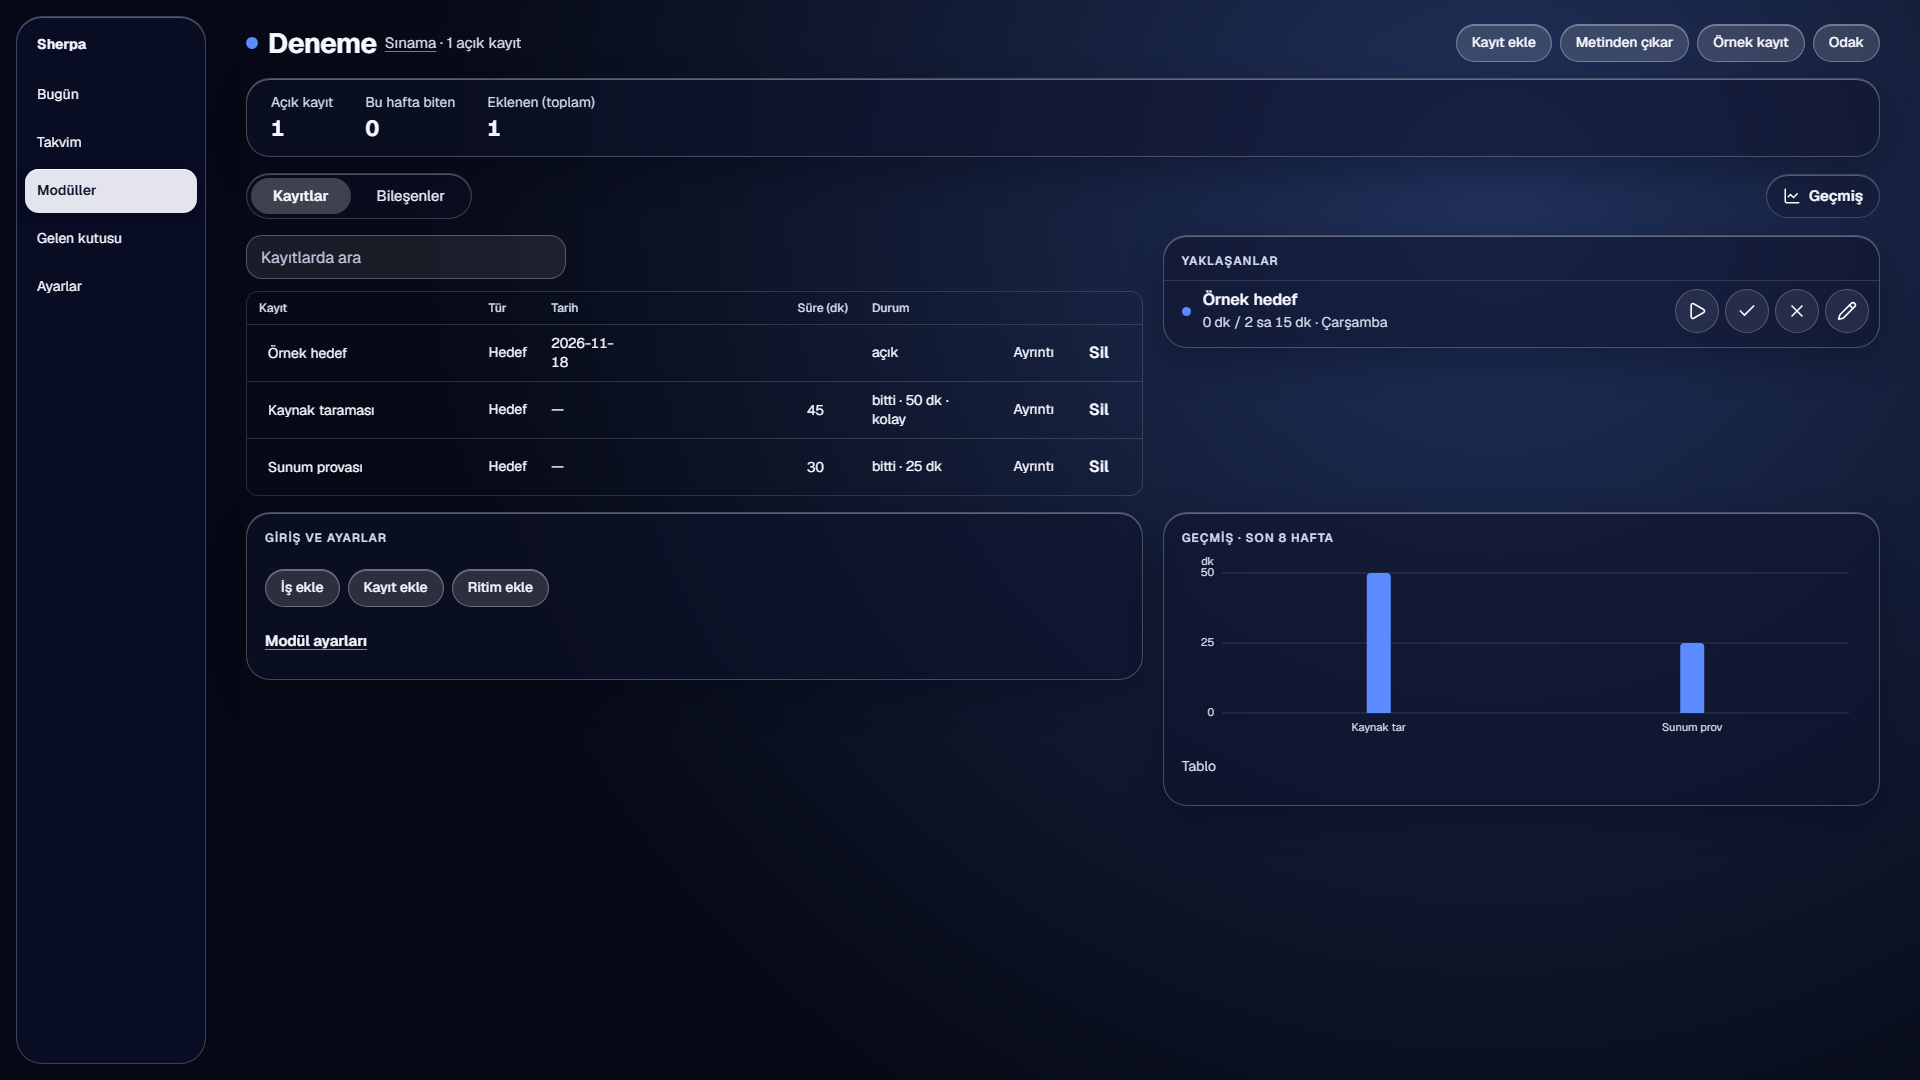 Sherpa
Bugün
Takvim
Modüller
Gelen kutusu
Ayarlar
Deneme Sınama · 1 açık kayıt
Kayıt ekle
Metinden çıkar
Örnek kayıt
Odak
Açık kayıt
1
Bu hafta biten
0
Eklenen (toplam)
1
Kayıtlar
Bileşenler
Geçmiş
Kayıtlarda ara
Kayıt Tür Tarih Süre (dk) Durum
Örnek hedef Hedef 2026-11-
18 açık Ayrıntı Sil
Kaynak taraması Hedef — 45 bitti · 50 dk ·
kolay Ayrıntı Sil
Sunum provası Hedef — 30 bitti · 25 dk Ayrıntı Sil
YAKLAŞANLAR
Örnek hedef
0 dk / 2 sa 15 dk · Çarşamba
GİRİŞ VE AYARLAR
İş ekle
Kayıt ekle
Ritim ekle
Modül ayarları
GEÇMİŞ · SON 8 HAFTA
dk
50
25
0
Kaynak tar
Sunum prov
Tablo